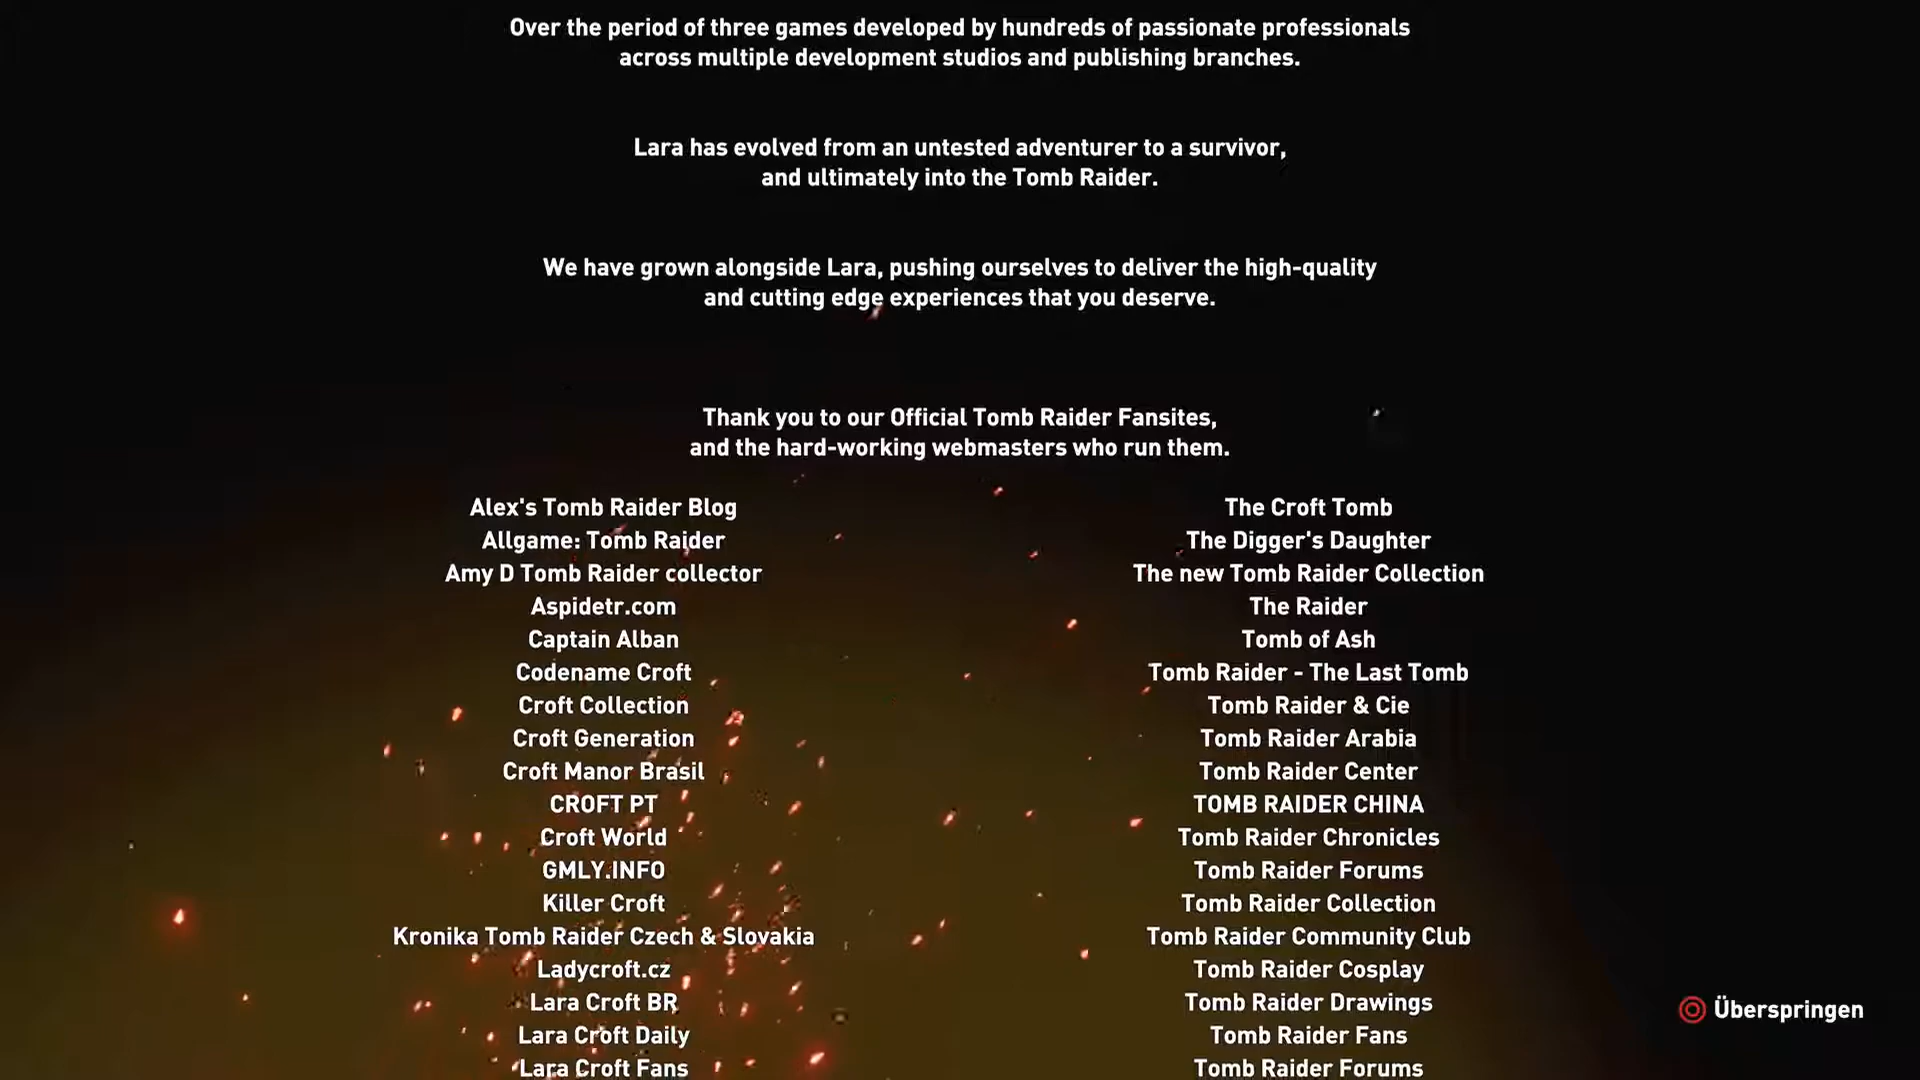 Over the period of three games developed by hundreds of passionate professionals
across multiple development studios and publishing branches.
Lara has evolved from an untested adventurer to a survivor,
and ultimately into the Tomb Raider.
We have grown alongside Lara, pushing ourselves to deliver the high-quality
and cutting edge experiences that you deserve.
Thank you to our Official Tomb Raider Fansites,
and the hard-working webmasters who run them.
Alex's Tomb Raider Blog
Allgame: Tomb Raider
Amy D Tomb Raider collector
Aspidetr.com
Captain Alban
Codename Croft
Croft Collection
Croft Generation
Croft Manor Brasil
CROFT PT
Croft World
GMLY.INFO
Killer Croft
Kronika Tomb Raider Czech & Slovakia
Ladycroft.cz
Lara Croft BR
Lara Croft Daily
Lara Croft Fans
The Croft Tomb
The Digger's Daughter
The new Tomb Raider Collection
The Raider
Tomb of Ash
Tomb Raider - The Last Tomb
Tomb Raider & Cie
Tomb Raider Arabia
Tomb Raider Center
TOMB RAIDER CHINA
Tomb Raider Chronicles
Tomb Raider Forums
Tomb Raider Collection
Tomb Raider Community Club
Tomb Raider Cosplay
Tomb Raider Drawings
Tomb Raider Fans
Tomb Raider Forums
Überspringen